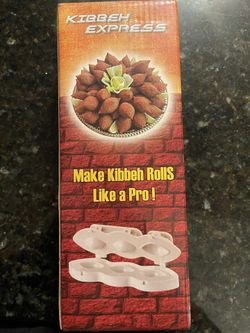 KIBBEH
EXPRESS
Make Kibbeh Rolls
Like a Pro!